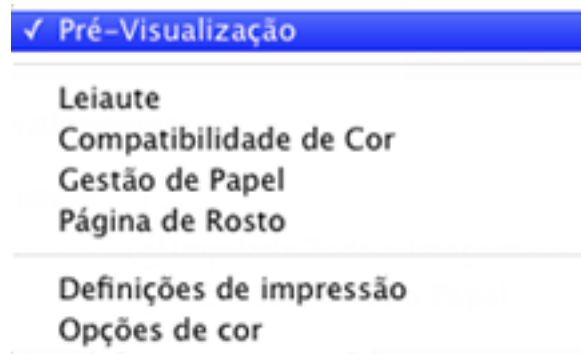 ✓ Pré-Visualização
Leiaute
Compatibilidade de Cor
Gestão de Papel
Página de Rosto
Definições de impressão
Opções de cor